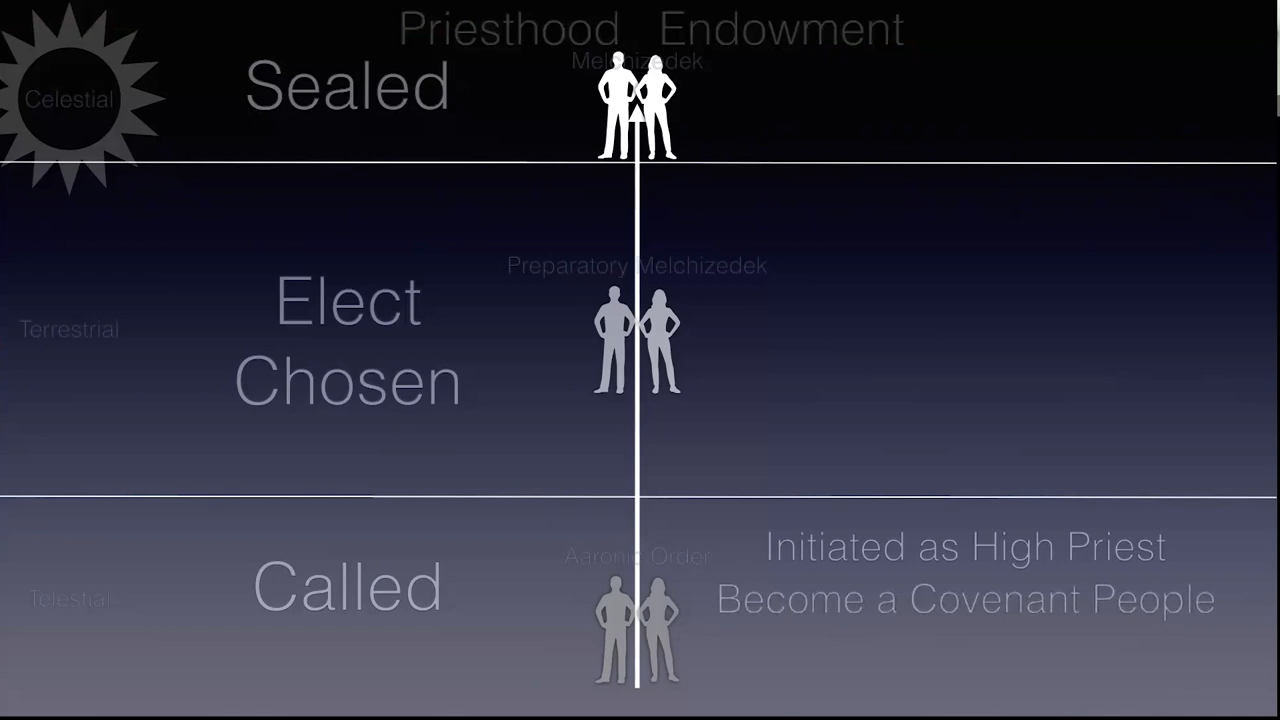 Priesthood Endowment
Melchizedek
Celestial
Sealed
Preparatory Melchizedek
Terrestrial
Elect
Chosen
Aaronic Order
Telestial
Called
Initiated as High Priest
Become a Covenant People